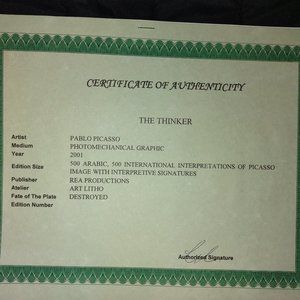 CERTIFICATE OF AUTHENTICITY
THE THINKER
Artist PABLO PICASSO
Medium PHOTOMECHANICAL GRAPHIC
Year 2001
Edition Size 500 ARABIC, 500 INTERNATIONAL INTERPRETATIONS OF PICASSO
IMAGE WITH INTERPRETIVE SIGNATURES
Publisher REA PRODUCTIONS
Atelier ART LITHO
Fate of The Plate DESTROYED
Edition Number
Authorized Signature